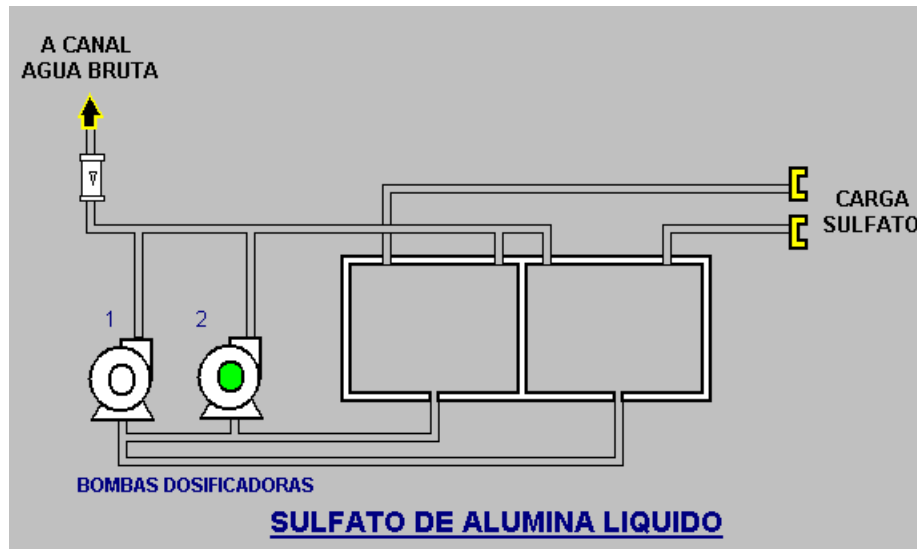 A CANAL
AGUA BRUTA
CARGA
SULFATO
1
2
BOMBAS DOSIFICADORAS
SULFATO DE ALUMINA LIQUIDO